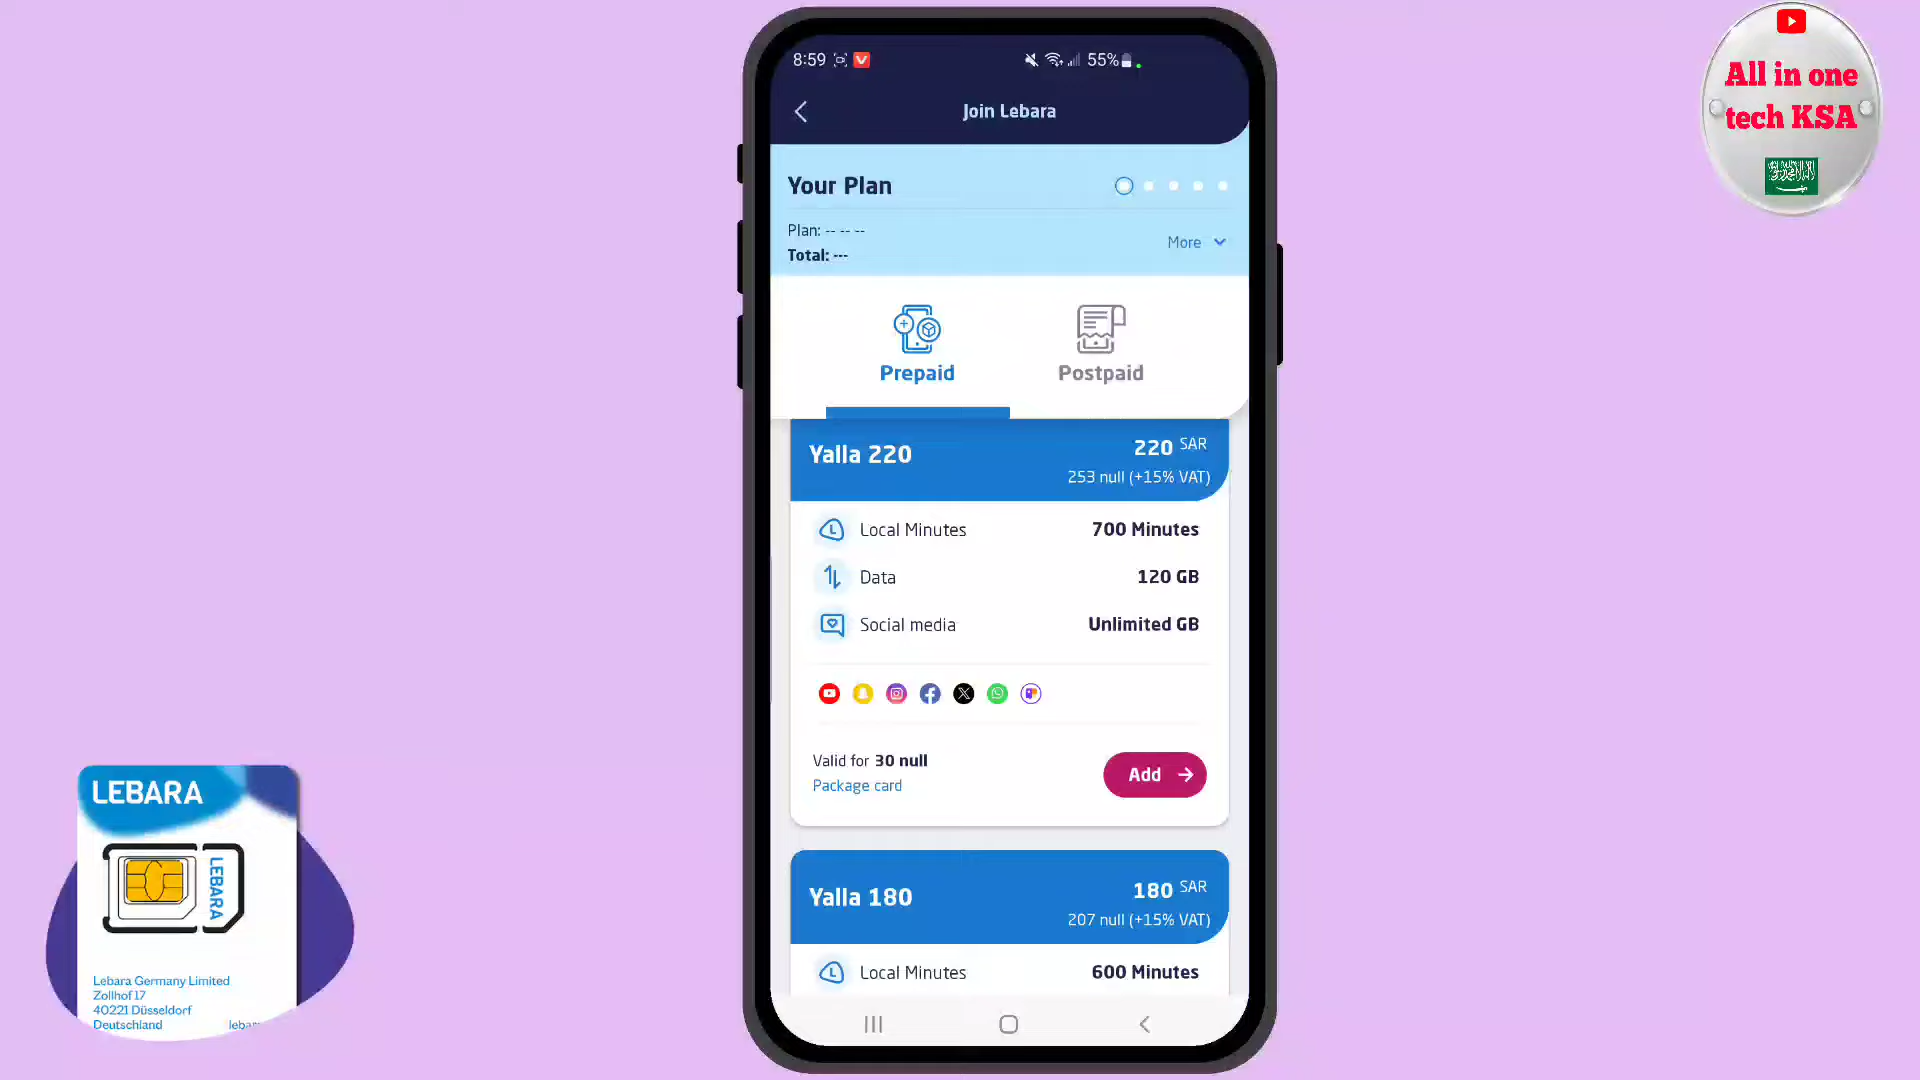 All in one
tech KSA
8:59
55%
Join Lebara
Your Plan
Plan: -- -- --
Total: ---
More
Prepaid
Postpaid
Yalla 220
220 SAR
253 null (+15% VAT)
Local Minutes
700 Minutes
Data
120 GB
Social media
Unlimited GB
Valid for 30 null
Package card
Add
Yalla 180
180 SAR
207 null (+15% VAT)
Local Minutes
600 Minutes
LEBARA
LEBARA
Lebara Germany Limited
Zollhof 17
40221 Düsseldorf
Deutschland